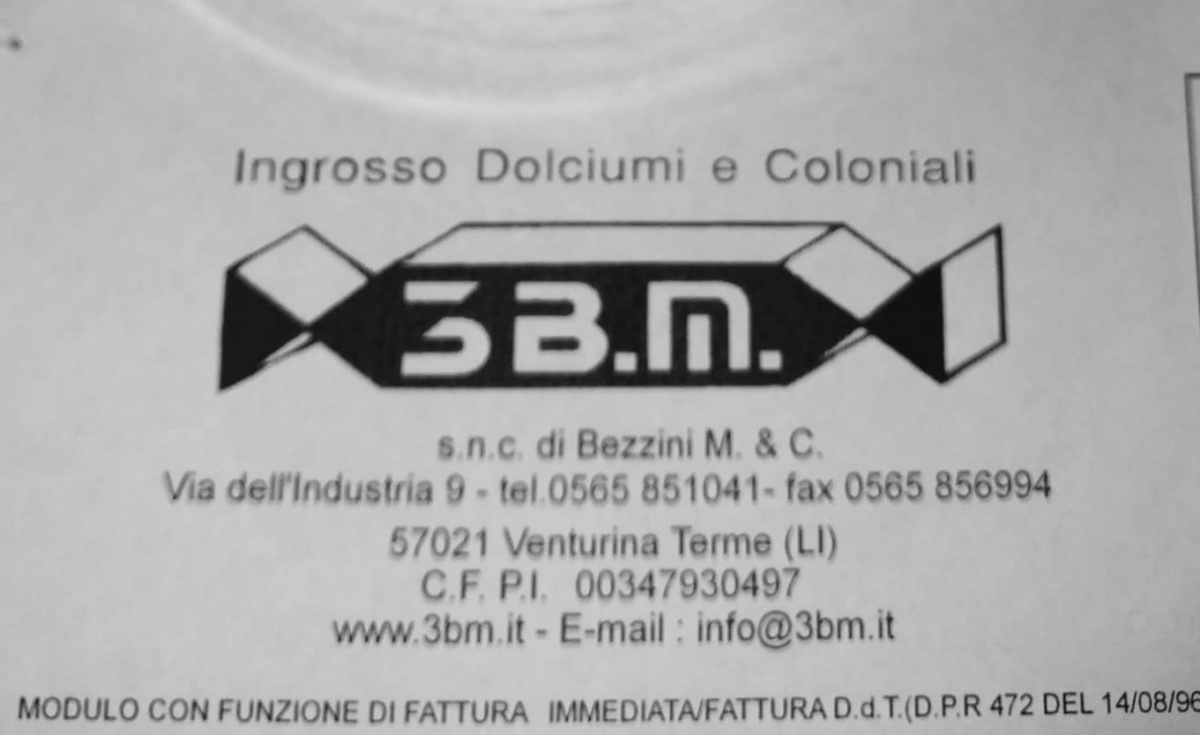 Ingrosso Dolciumi e Coloniali
3B.M.
s.n.c. di Bezzini M. & C.
Via dell'Industria 9 - tel.0565 851041- fax 0565 856994
57021 Venturina Terme (LI)
C.F. P.I. 00347930497
www.3bm.it - E-mail : info@3bm.it
MODULO CON FUNZIONE DI FATTURA IMMEDIATA/FATTURA D.d.T.(D.P.R 472 DEL 14/08/96